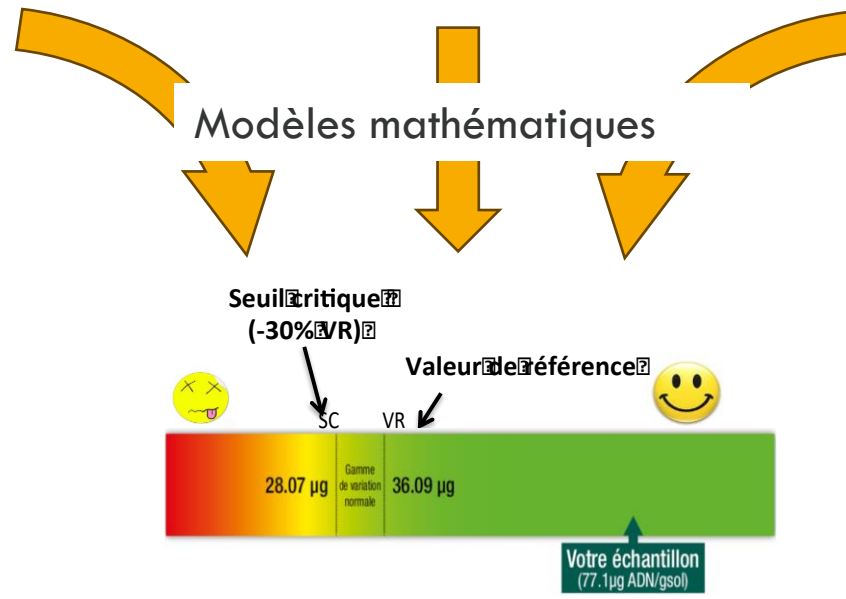 Modèles mathématiques
Seuil critique
(-30% VR)
Valeur de référence
SC VR
28.07 µg
Gamme
de variation
normale
36.09 µg
Votre échantillon
(77.1µg ADN/gsol)